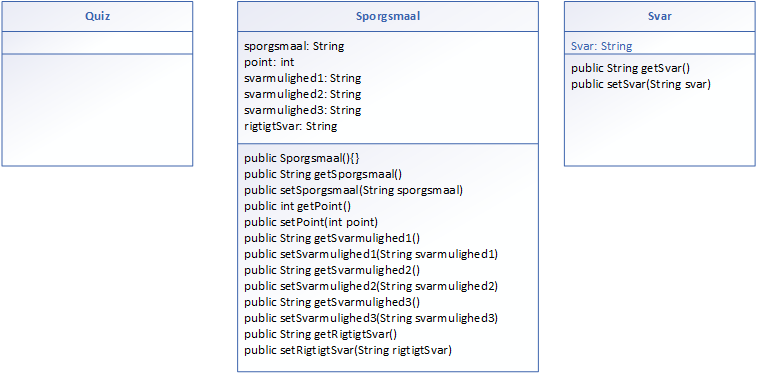 Quiz
Sporgsmaal
sporgsmaal: String
point: int
svarmulighed1: String
svarmulighed2: String
svarmulighed3: String
rigtigtSvar: String
public Sporgsmaal(){}
public String getSporgsmaal()
public setSporgsmaal(String sporgsmaal)
public int getPoint()
public setPoint(int point)
public String getSvarmulighed1()
public setSvarmulighed1(String svarmulighed1)
public String getSvarmulighed2()
public setSvarmulighed2(String svarmulighed2)
public String getSvarmulighed3()
public setSvarmulighed3(String svarmulighed3)
public String getRigtigtSvar()
public setRigtigtSvar(String rigtigtSvar)
Svar
Svar: String
public String getSvar()
public setSvar(String svar)